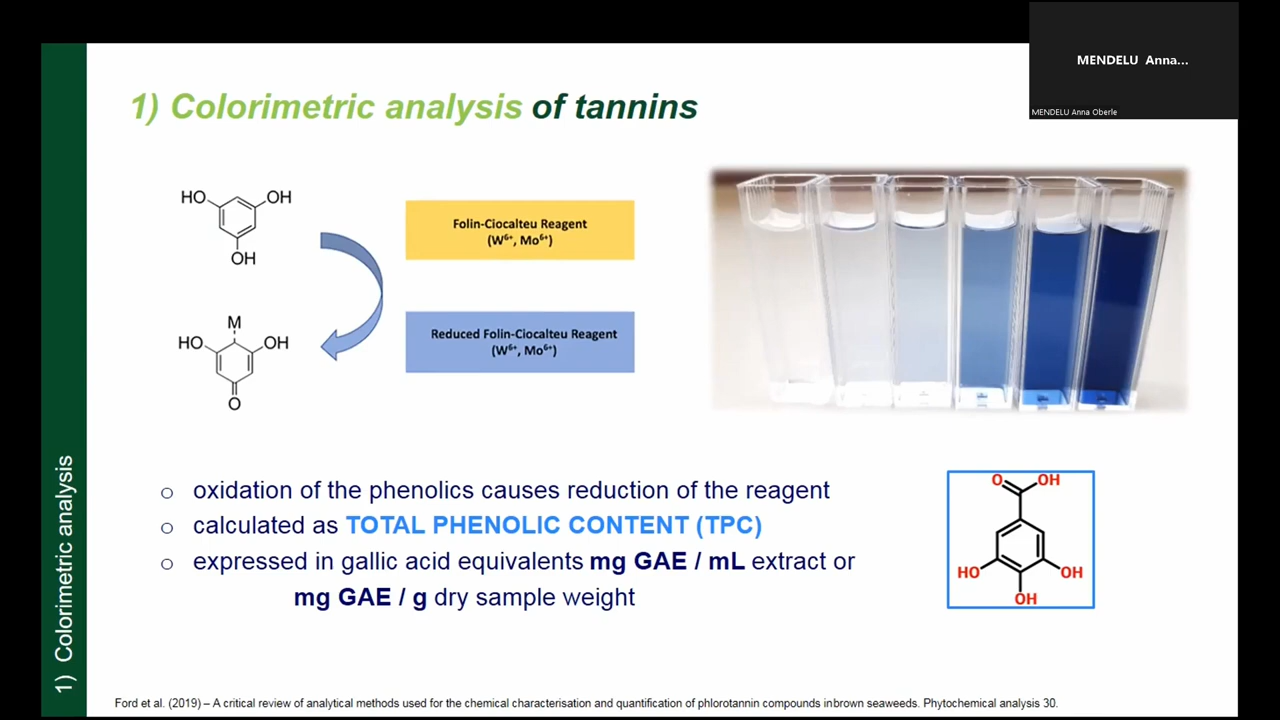 MENDELU Anna...
MENDELU Anna Oberle
1) Colorimetric analysis of tannins
HO OH
OH
Folin-Ciocalteu Reagent
(W⁶⁺, Mo⁶⁺)
M
HO OH
O
Reduced Folin-Ciocalteu Reagent
(W⁶⁺, Mo⁶⁺)
o oxidation of the phenolics causes reduction of the reagent
o calculated as TOTAL PHENOLIC CONTENT (TPC)
o expressed in gallic acid equivalents mg GAE / mL extract or
mg GAE / g dry sample weight
O OH
HO OH
OH
1) Colorimetric analysis
Ford et al. (2019) – A critical review of analytical methods used for the chemical characterisation and quantification of phlorotannin compounds inbrown seaweeds. Phytochemical analysis 30.